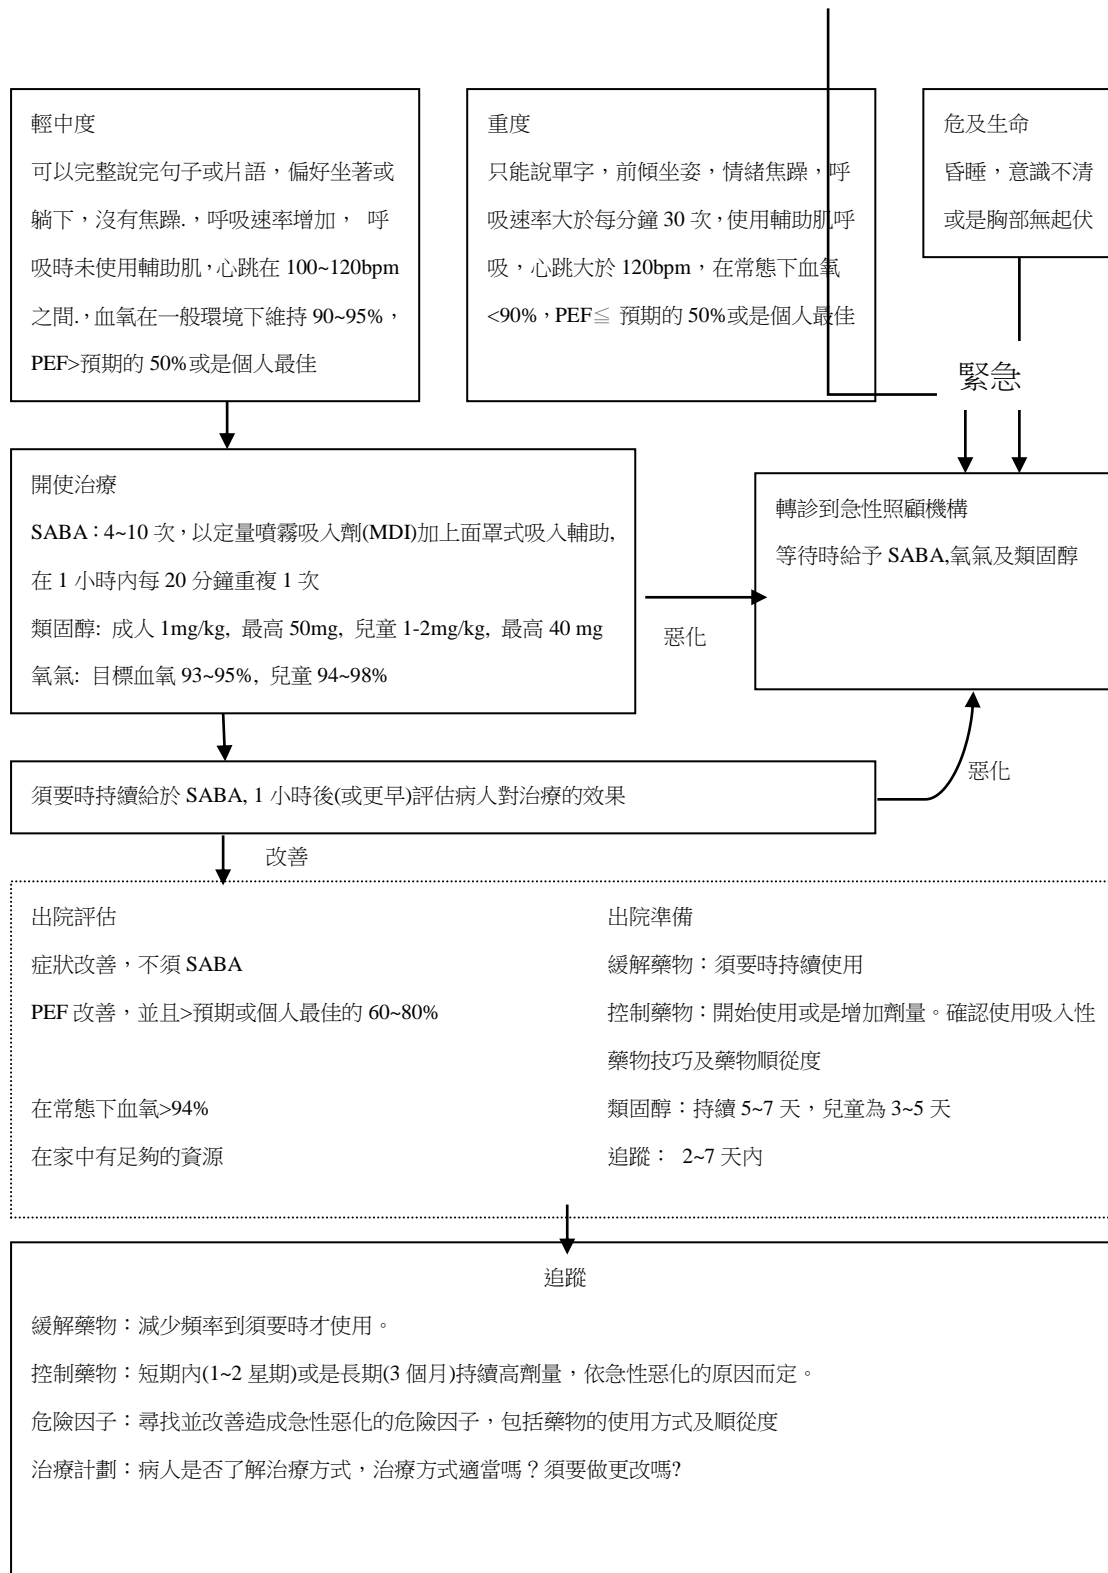 輕中度
可以完整說完句子或片語，偏好坐著或
躺下，沒有焦躁.，呼吸速率增加， 呼
吸時未使用輔助肌，心跳在 100~120bpm
之間.，血氧在一般環境下維持 90~95%，
PEF>預期的 50%或是個人最佳
重度
只能說單字，前傾坐姿，情緒焦躁，呼
吸速率大於每分鐘 30 次，使用輔助肌呼
吸，心跳大於 120bpm，在常態下血氧
<90%，PEF≦ 預期的 50%或是個人最佳
危及生命
昏睡，意識不清
或是胸部無起伏
緊急
開使治療
SABA：4~10 次，以定量噴霧吸入劑(MDI)加上面罩式吸入輔助,
在 1 小時內每 20 分鐘重複 1 次
類固醇: 成人 1mg/kg, 最高 50mg, 兒童 1-2mg/kg, 最高 40 mg
氧氣: 目標血氧 93~95%, 兒童 94~98%
惡化
轉診到急性照顧機構
等待時給予 SABA,氧氣及類固醇
須要時持續給於 SABA, 1 小時後(或更早)評估病人對治療的效果
惡化
改善
出院評估
症狀改善，不須 SABA
PEF 改善，並且>預期或個人最佳的 60~80%
在常態下血氧>94%
在家中有足夠的資源
出院準備
緩解藥物：須要時持續使用
控制藥物：開始使用或是增加劑量。確認使用吸入性
藥物技巧及藥物順從度
類固醇：持續 5~7 天，兒童為 3~5 天
追蹤： 2~7 天內
追蹤
緩解藥物：減少頻率到須要時才使用。
控制藥物：短期內(1~2 星期)或是長期(3 個月)持續高劑量，依急性惡化的原因而定。
危險因子：尋找並改善造成急性惡化的危險因子，包括藥物的使用方式及順從度
治療計劃：病人是否了解治療方式，治療方式適當嗎？須要做更改嗎?